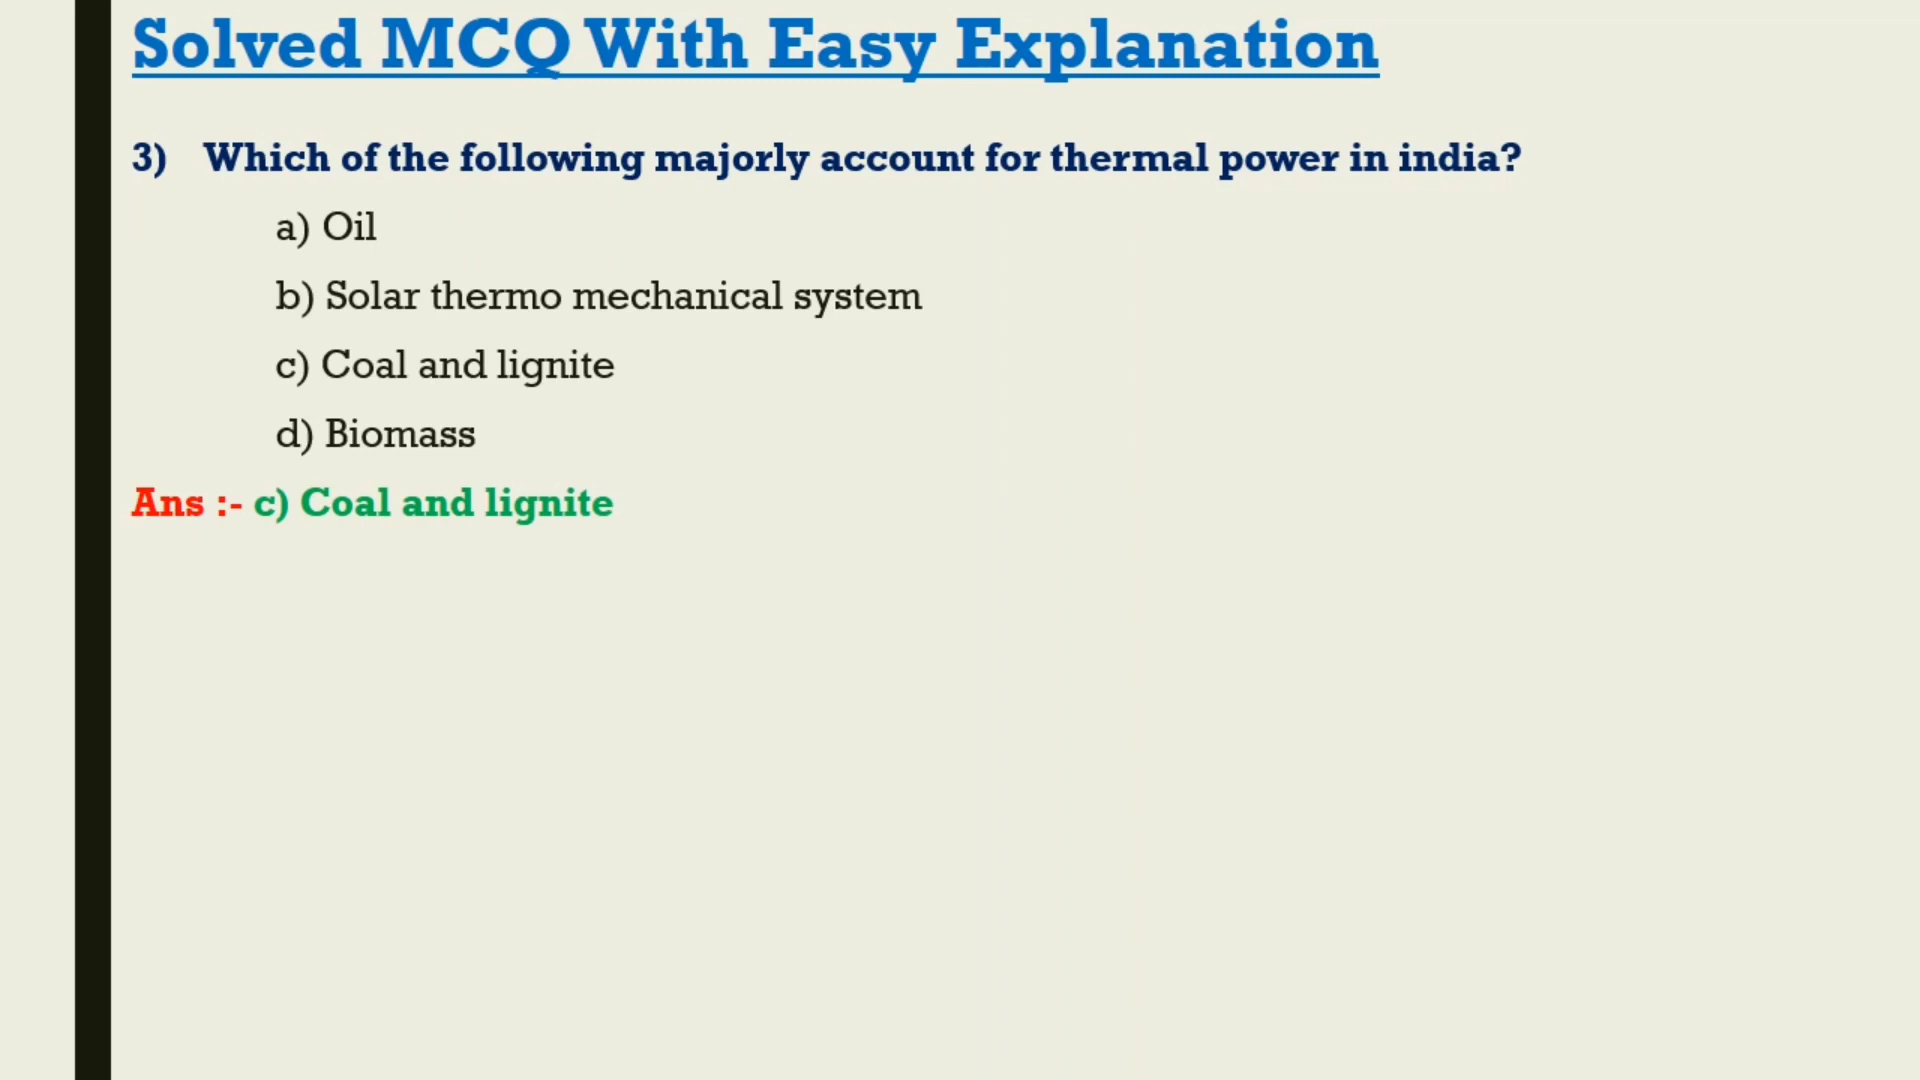 Solved MCQ With Easy Explanation
3) Which of the following majorly account for thermal power in india?
a) Oil
b) Solar thermo mechanical system
c) Coal and lignite
d) Biomass
Ans :- c) Coal and lignite